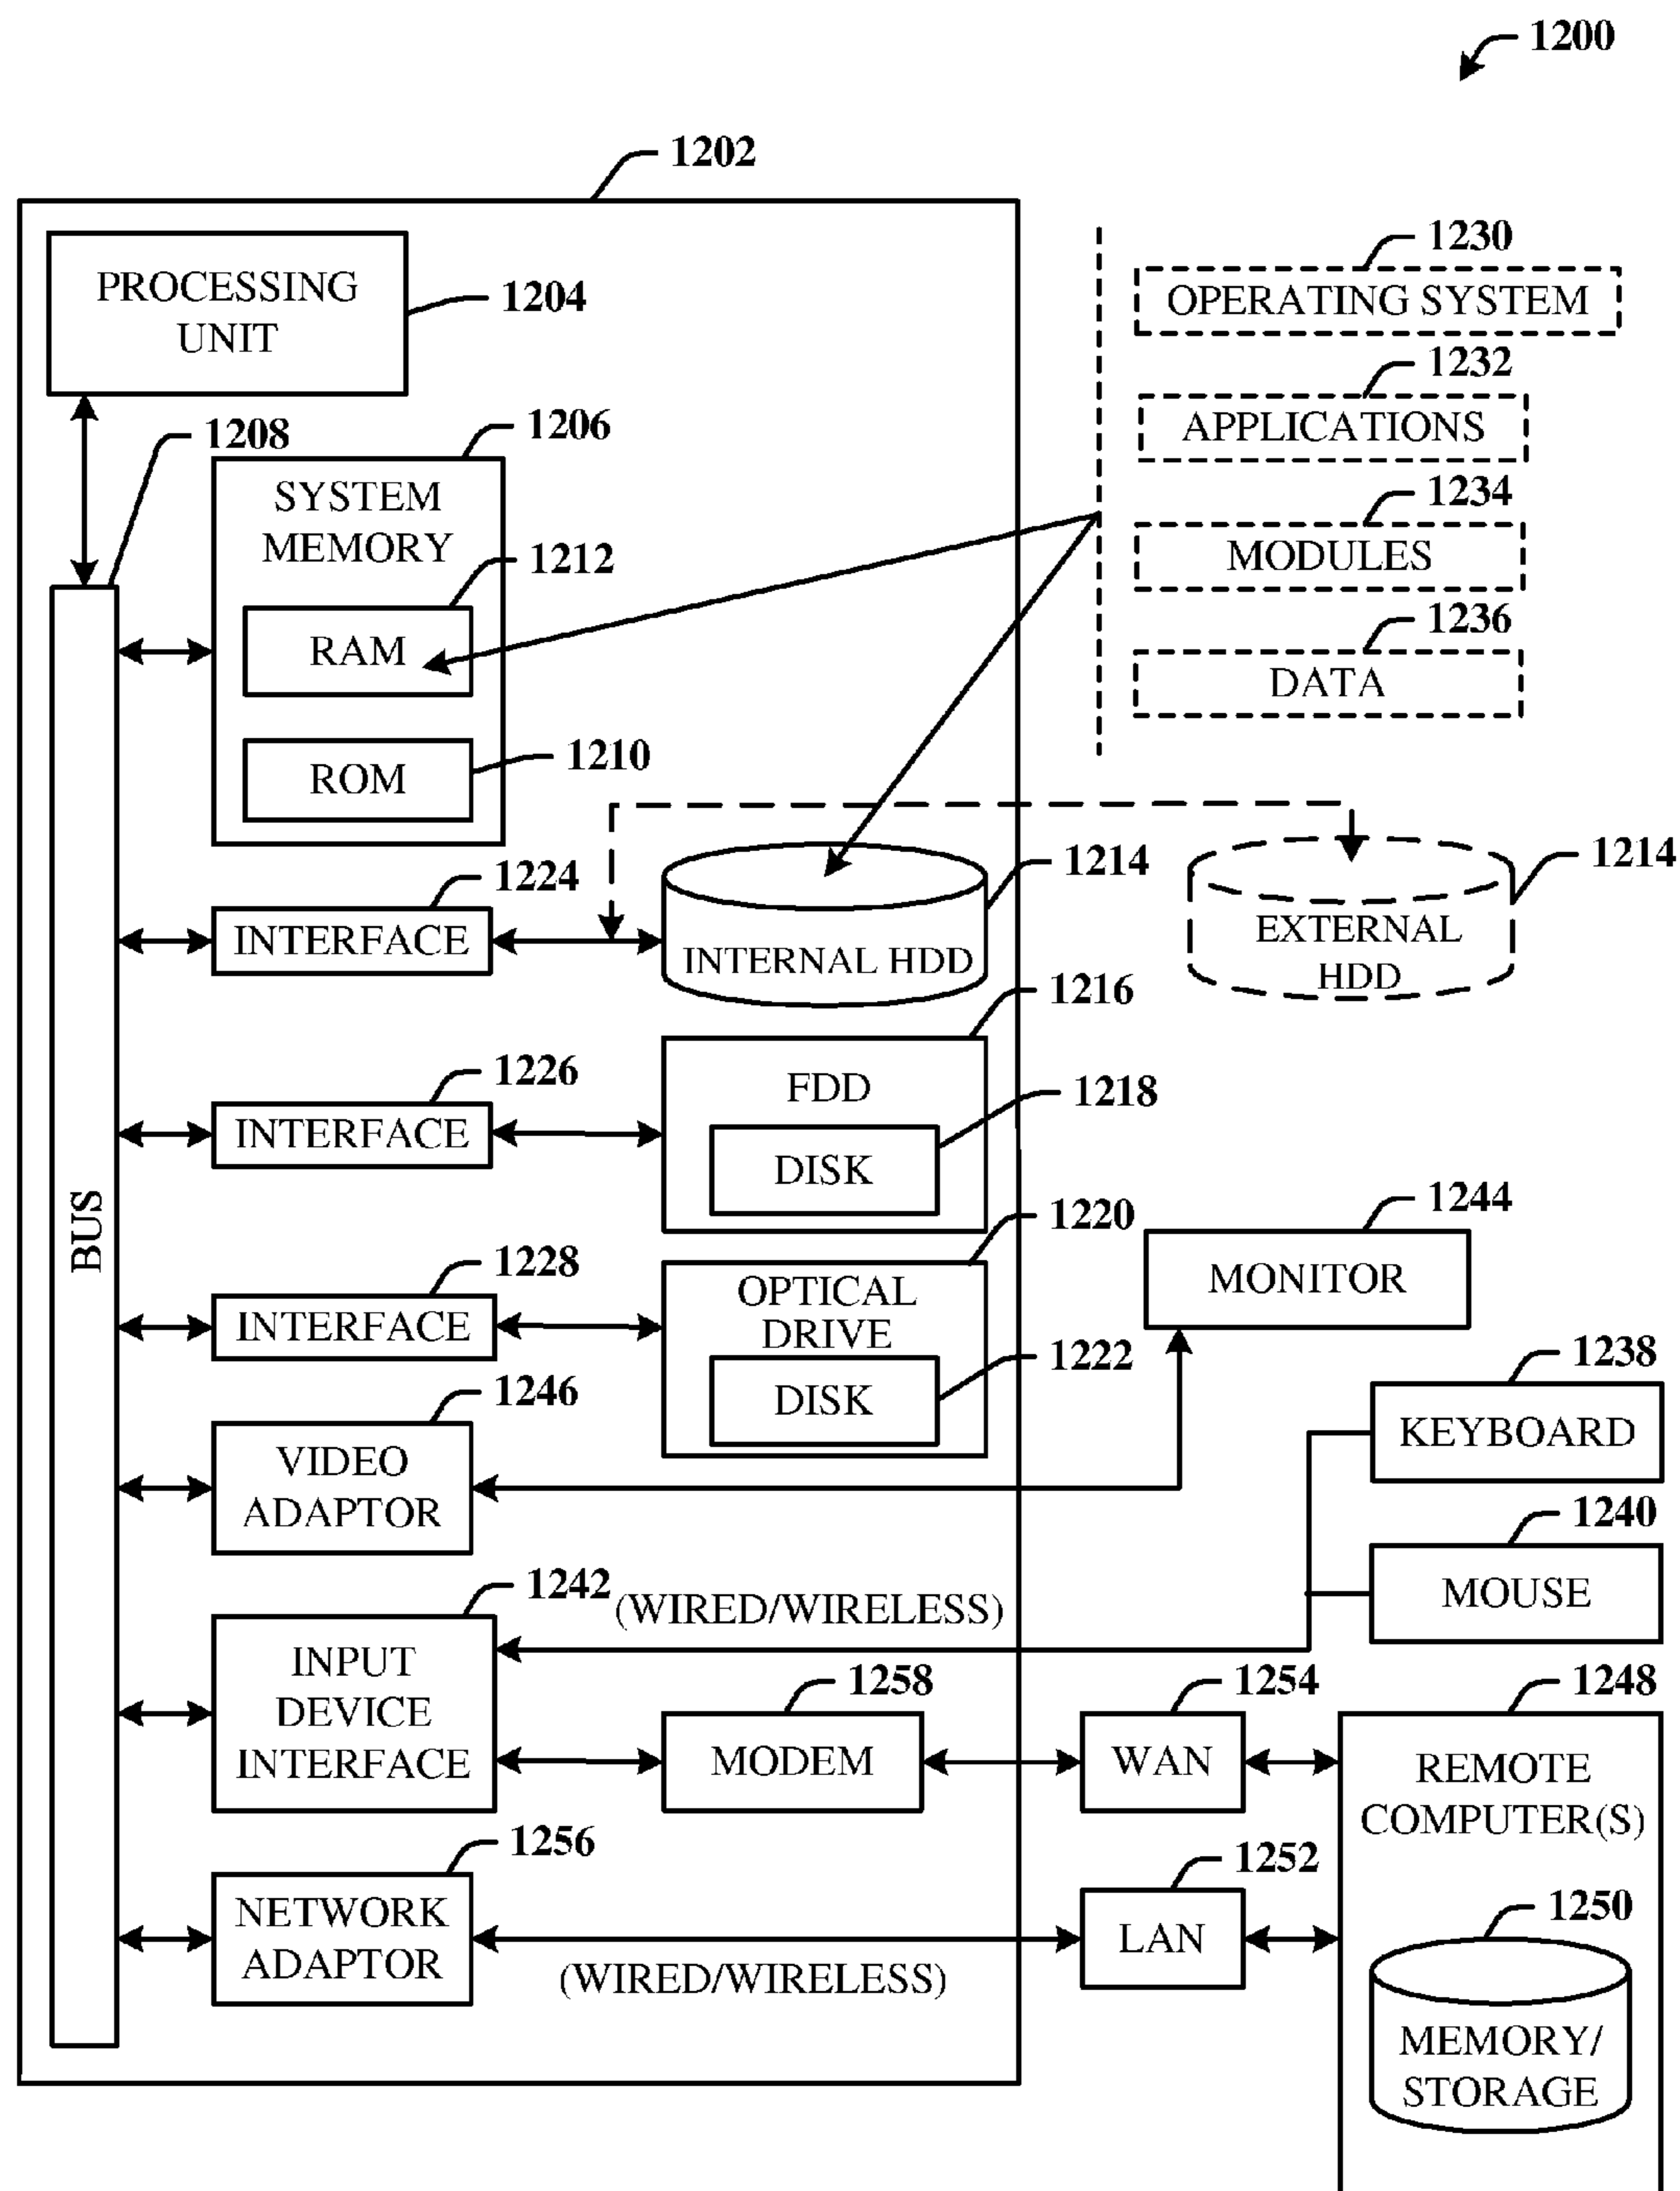 1200
1202
PROCESSING
UNIT
1204
1230
OPERATING SYSTEM
1232
APPLICATIONS
1234
MODULES
1236
DATA
1208
1206
SYSTEM
MEMORY
1212
RAM
1210
ROM
1224
INTERFACE
1214
INTERNAL HDD
1214
EXTERNAL
HDD
1216
FDD
1226
INTERFACE
1218
DISK
BUS
1220
OPTICAL
DRIVE
1228
INTERFACE
1222
DISK
1244
MONITOR
1246
VIDEO
ADAPTOR
1238
KEYBOARD
1240
MOUSE
1242
(WIRED/WIRELESS)
INPUT
DEVICE
INTERFACE
1258
MODEM
1254
WAN
1248
REMOTE
COMPUTER(S)
1256
NETWORK
ADAPTOR
(WIRED/WIRELESS)
1252
LAN
1250
MEMORY/
STORAGE